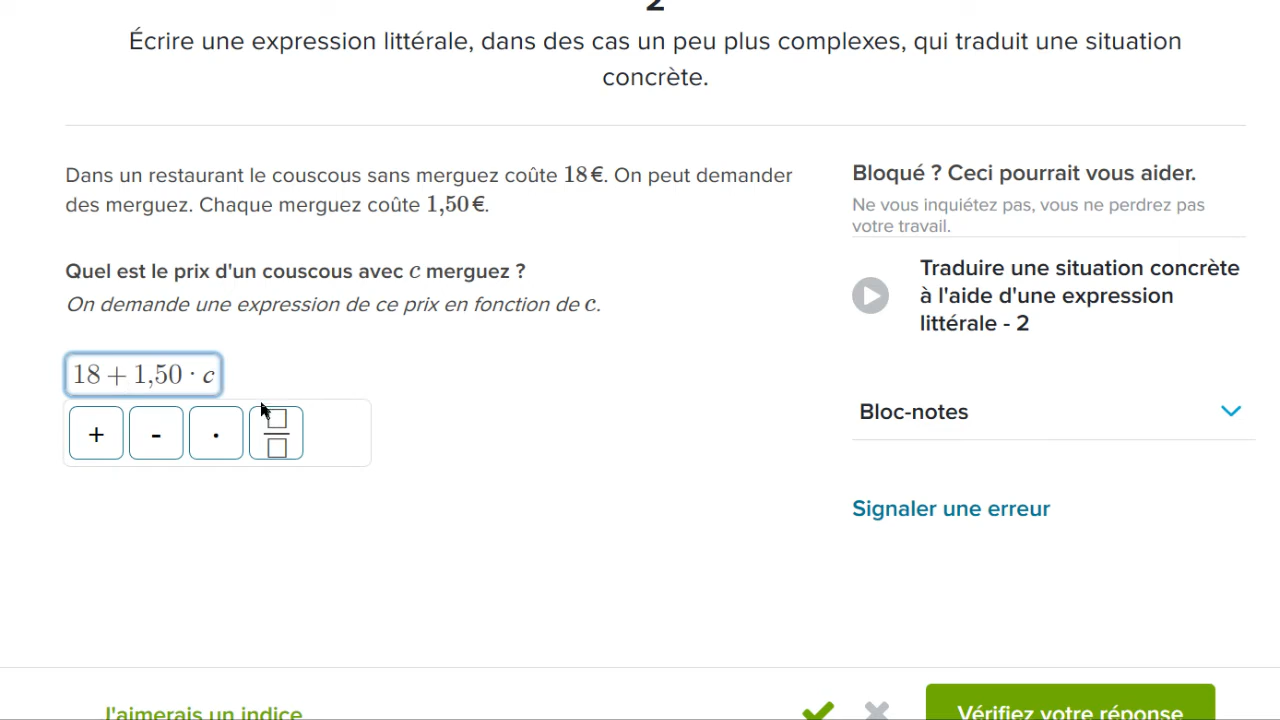 2
Écrire une expression littérale, dans des cas un peu plus complexes, qui traduit une situation
concrète.
Dans un restaurant le couscous sans merguez coûte 18 €. On peut demander
des merguez. Chaque merguez coûte 1,50 €.
Quel est le prix d'un couscous avec c merguez ?
On demande une expression de ce prix en fonction de c.
18 + 1,50 · c
+ - ·
Bloqué ? Ceci pourrait vous aider.
Ne vous inquiétez pas, vous ne perdrez pas
votre travail.
Traduire une situation concrète
à l'aide d'une expression
littérale - 2
Bloc-notes
Signaler une erreur
J'aimerais un indice
Vérifiez votre réponse